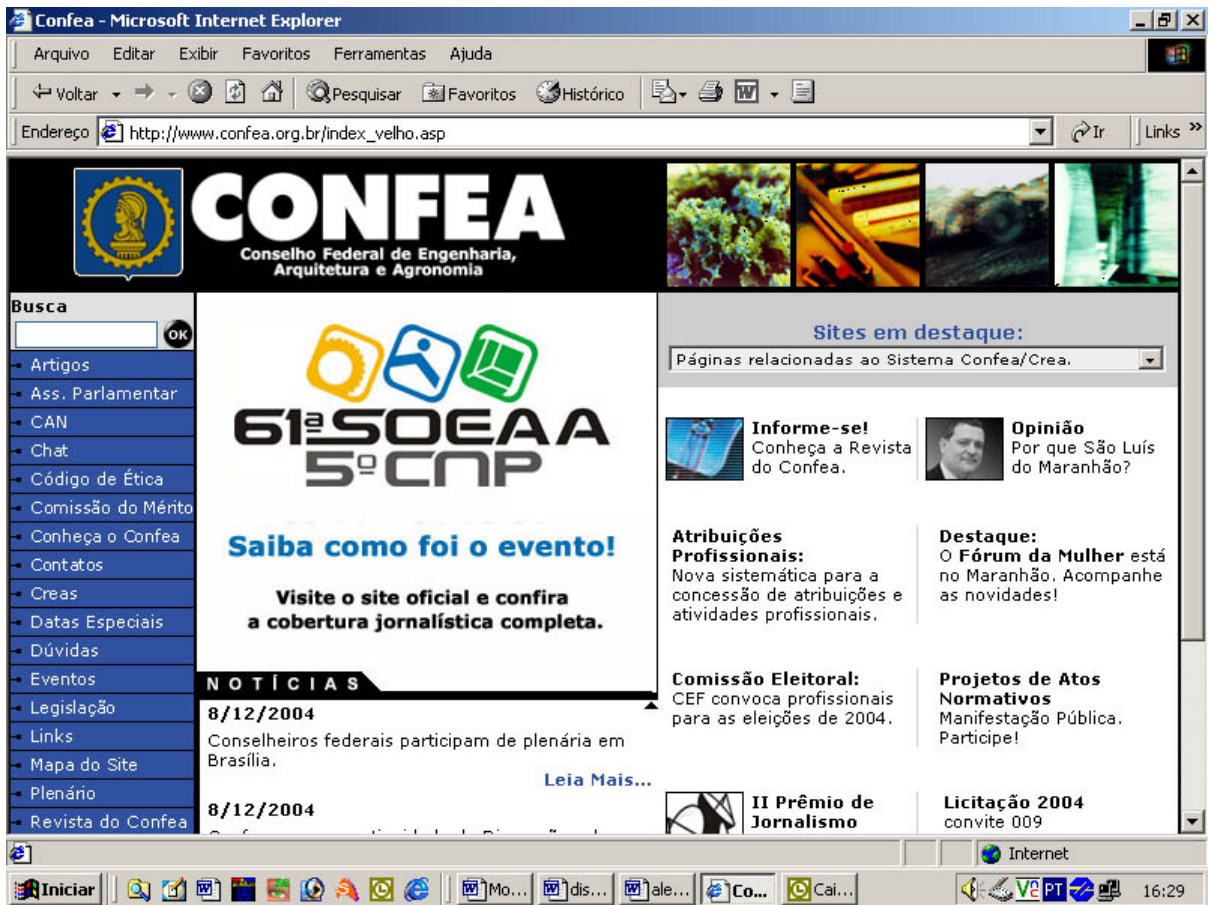 Confea - Microsoft Internet Explorer
Arquivo Editar Exibir Favoritos Ferramentas Ajuda
Voltar Pesquisar Favoritos Histórico
Endereço http://www.confea.org.br/index_velho.asp Ir Links »
CONFEA
Conselho Federal de Engenharia,
Arquitetura e Agronomia
Busca
OK
Artigos
Ass. Parlamentar
CAN
Chat
Código de Ética
Comissão do Mérito
Conheça o Confea
Contatos
Creas
Datas Especiais
Dúvidas
Eventos
Legislação
Links
Mapa do Site
Plenário
Revista do Confea
61ª SOEAA
5º CNP
Saiba como foi o evento!
Visite o site oficial e confira
a cobertura jornalística completa.
NOTÍCIAS
8/12/2004
Conselheiros federais participam de plenária em
Brasília.
Leia Mais...
8/12/2004
Sites em destaque:
Páginas relacionadas ao Sistema Confea/Crea.
Informe-se!
Conheça a Revista
do Confea.
Opinião
Por que São Luís
do Maranhão?
Atribuições
Profissionais:
Nova sistemática para a
concessão de atribuições e
atividades profissionais.
Destaque:
O Fórum da Mulher está
no Maranhão. Acompanhe
as novidades!
Comissão Eleitoral:
CEF convoca profissionais
para as eleições de 2004.
Projetos de Atos
Normativos
Manifestação Pública.
Participe!
II Prêmio de
Jornalismo
Licitação 2004
convite 009
Internet
Iniciar Mo... dis... ale... Co... Cai... PT 16:29